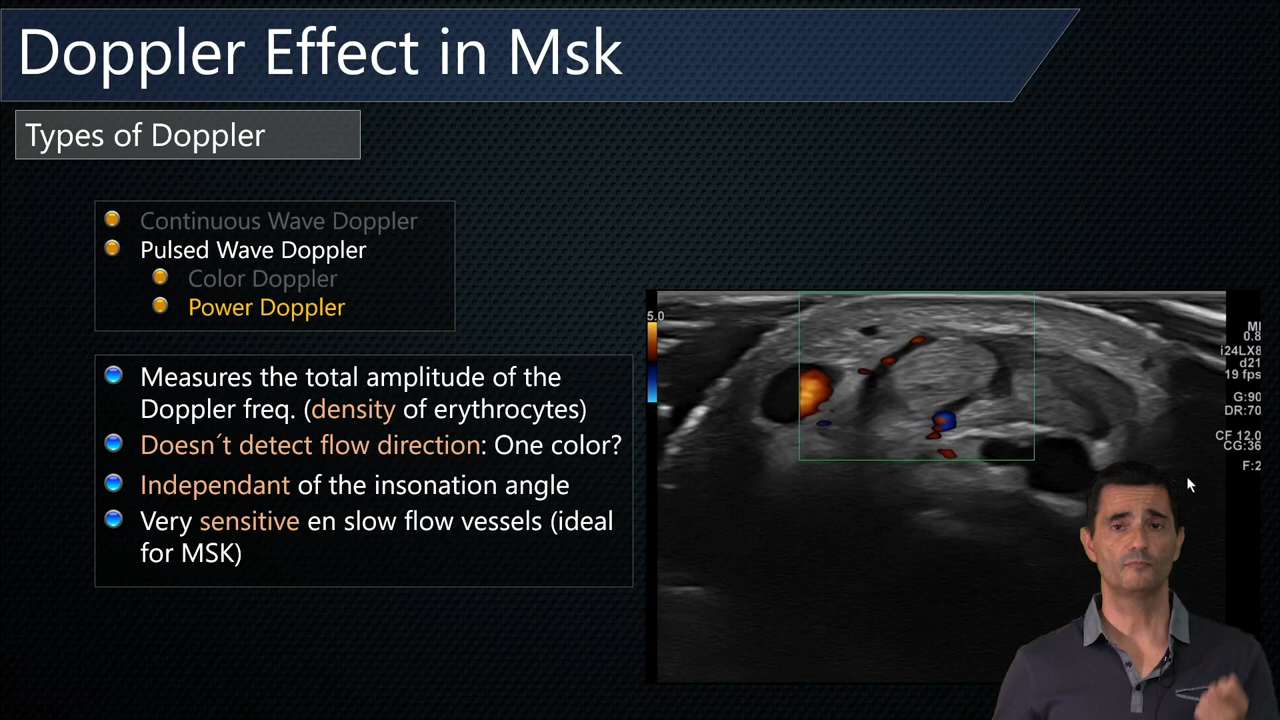 Doppler Effect in Msk
Types of Doppler
Continuous Wave Doppler
Pulsed Wave Doppler
Color Doppler
Power Doppler
Measures the total amplitude of the
Doppler freq. (density of erythrocytes)
Doesn´t detect flow direction: One color?
Independant of the insonation angle
Very sensitive en slow flow vessels (ideal
for MSK)
5.0
MI
0.8
i24LX8
d21
19 fps
G:90
DR:70
CF 12.0
CG:36
F:2